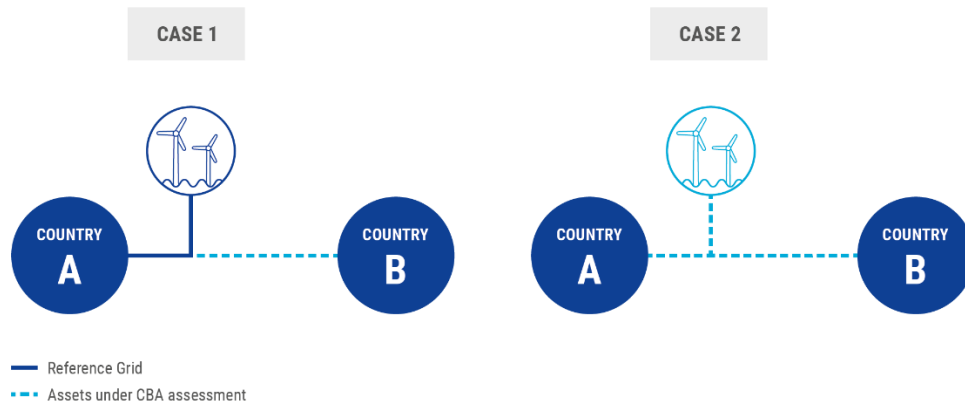 CASE 1
CASE 2
COUNTRY
A
COUNTRY
B
COUNTRY
A
COUNTRY
B
Reference Grid
Assets under CBA assessment